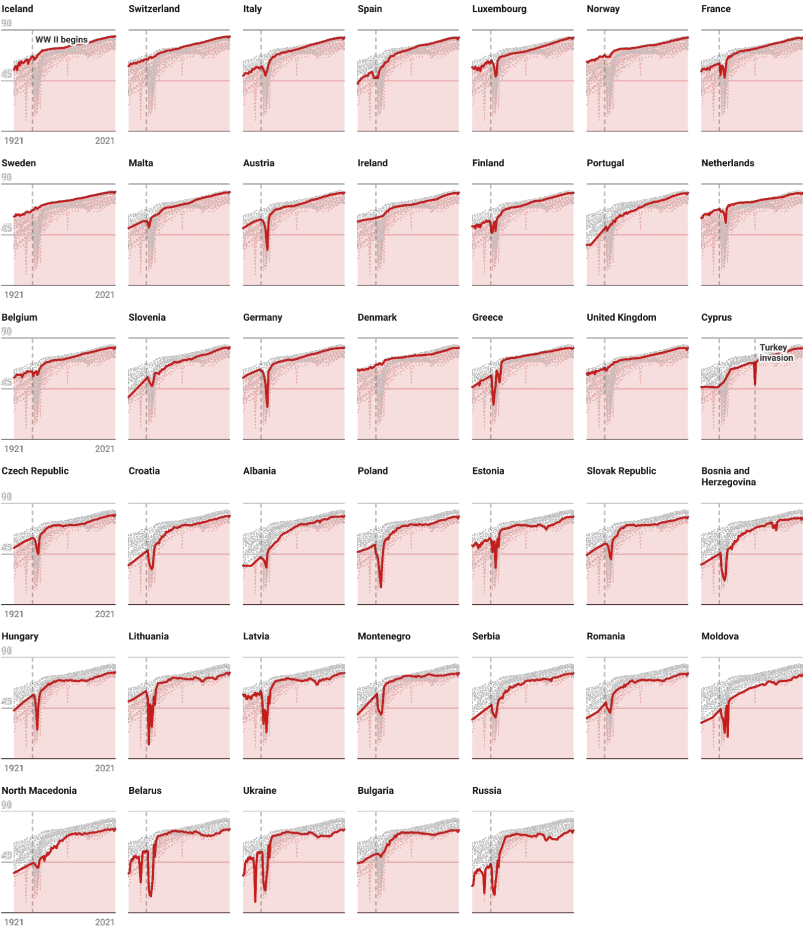 Iceland Switzerland Italy Spain Luxembourg Norway France
90
WW II begins
45
1921 2021
Sweden Malta Austria Ireland Finland Portugal Netherlands
90
45
1921 2021
Belgium Slovenia Germany Denmark Greece United Kingdom Cyprus
90
Turkey
invasion
45
1921 2021
Czech Republic Croatia Albania Poland Estonia Slovak Republic Bosnia and
Herzegovina
90
45
1921 2021
Hungary Lithuania Latvia Montenegro Serbia Romania Moldova
90
45
1921 2021
North Macedonia Belarus Ukraine Bulgaria Russia
90
45
1921 2021